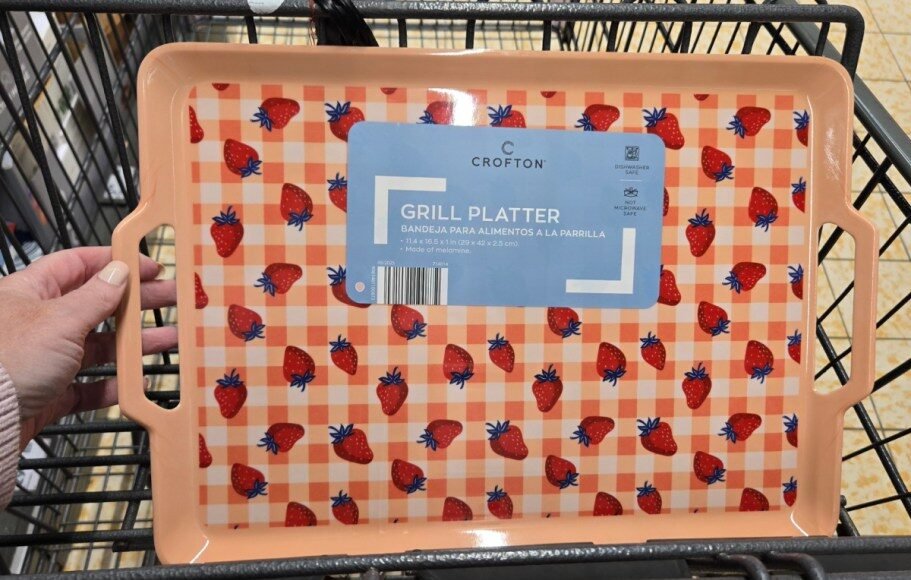 CROFTON
DISHWASHER
SAFE
NOT
MICROWAVE
SAFE
GRILL PLATTER
BANDEJA PARA ALIMENTOS A LA PARRILLA
• 11.4 x 16.5 x 1 in (29 x 42 x 2.5 cm).
• Made of melamine.